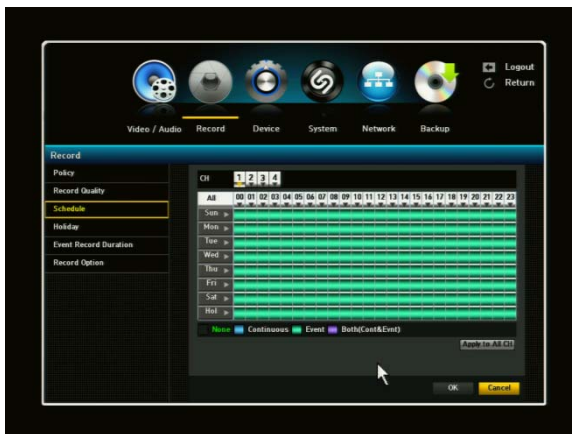 Logout
Return
Video / Audio Record Device System Network Backup
Record
Policy
Record Quality
Schedule
Holiday
Event Record Duration
Record Option
CH 1 2 3 4
All 00 01 02 03 04 05 06 07 08 09 10 11 12 13 14 15 16 17 18 19 20 21 22 23
Sun
Mon
Tue
Wed
Thu
Fri
Sat
Hol
None Continuous Event Both(Cont&Evnt)
Apply to All CH
OK Cancel